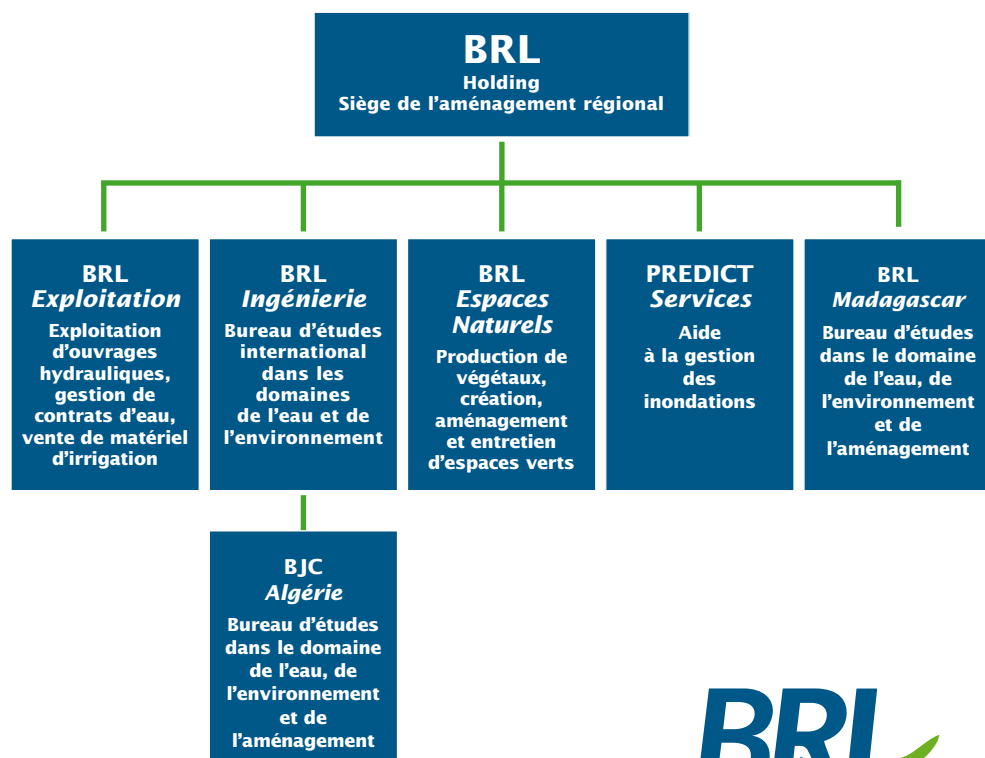 BRL
Holding
Siège de l'aménagement régional
BRL
Exploitation
Exploitation
d'ouvrages
hydrauliques,
gestion de
contrats d'eau,
vente de matériel
d'irrigation
BRL
Ingénierie
Bureau d'études
international
dans les
domaines
de l'eau et de
l'environnement
BRL
Espaces
Naturels
Production de
végétaux,
création,
aménagement
et entretien
d'espaces verts
PREDICT
Services
Aide
à la gestion
des
inondations
BRL
Madagascar
Bureau d'études
dans le domaine
de l'eau, de
l'environnement
et de
l'aménagement
BJC
Algérie
Bureau d'études
dans le domaine
de l'eau, de
l'environnement
et de
l'aménagement
BRL